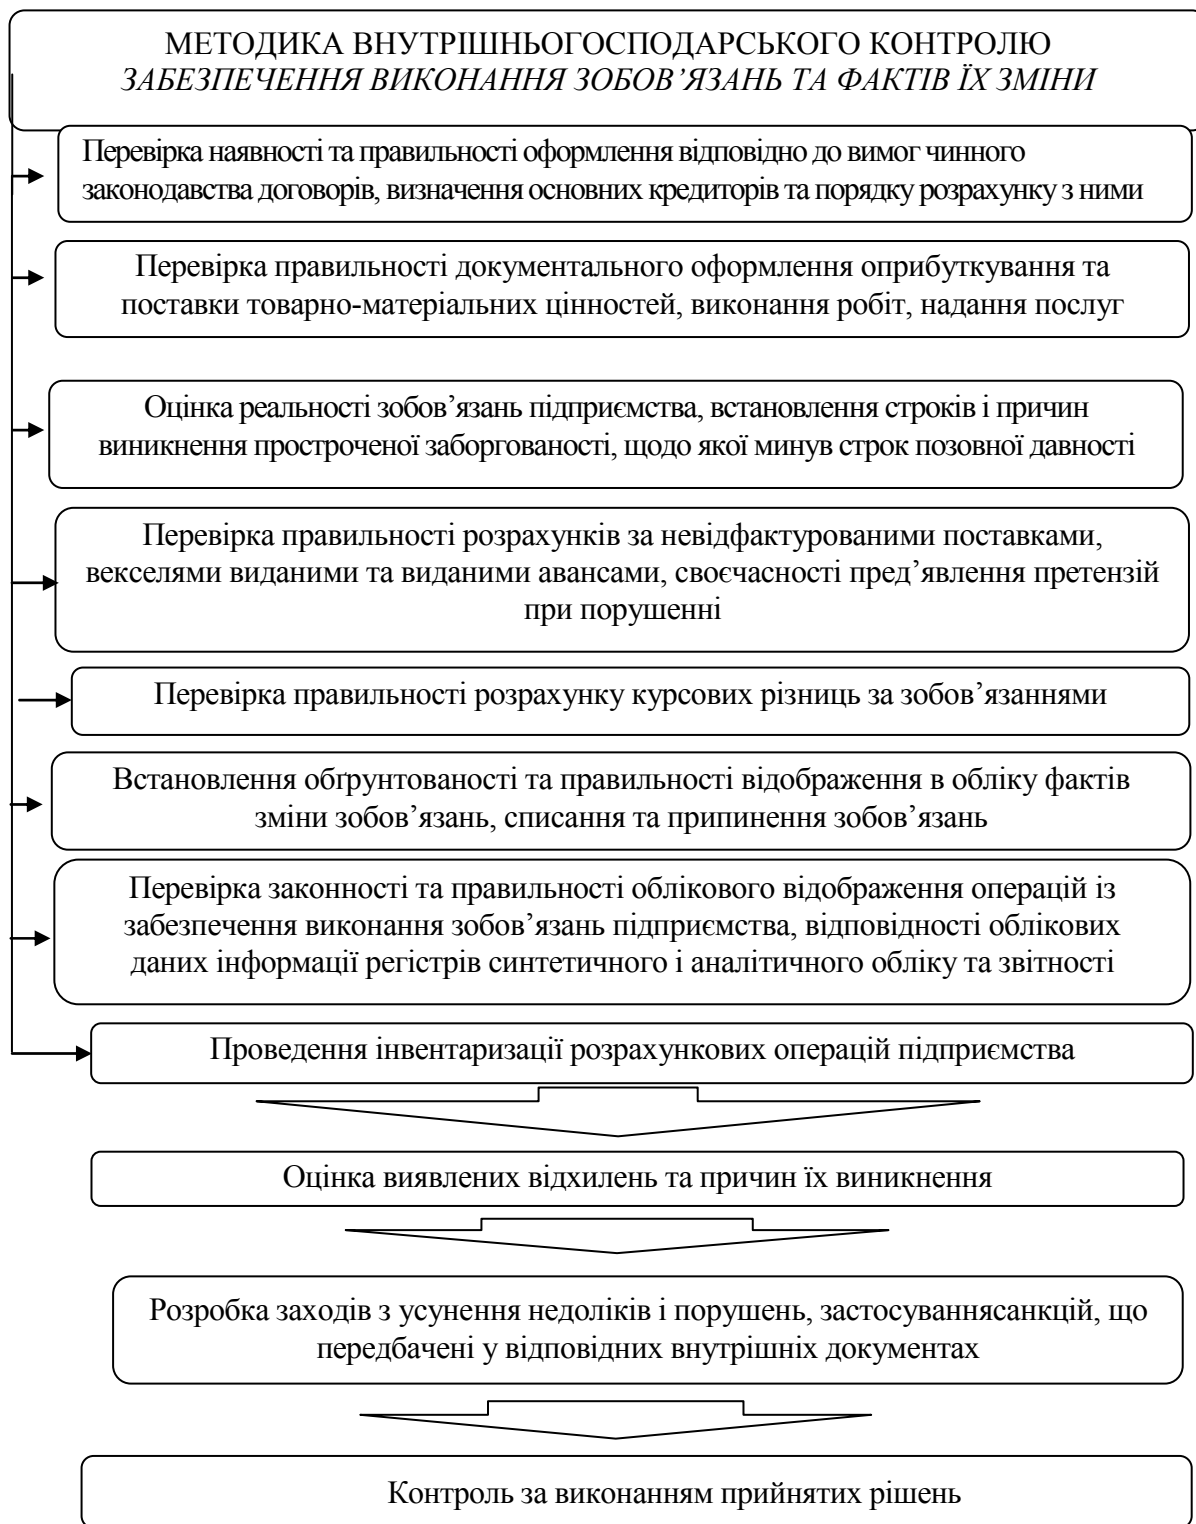 МЕТОДИКА ВНУТРІШНЬОГОСПОДАРСЬКОГО КОНТРОЛЮ
ЗАБЕЗПЕЧЕННЯ ВИКОНАННЯ ЗОБОВ’ЯЗАНЬ ТА ФАКТІВ ЇХ ЗМІНИ
Перевірка наявності та правильності оформлення відповідно до вимог чинного
законодавства договорів, визначення основних кредиторів та порядку розрахунку з ними
Перевірка правильності документального оформлення оприбуткування та
поставки товарно-матеріальних цінностей, виконання робіт, надання послуг
Оцінка реальності зобов’язань підприємства, встановлення строків і причин
виникнення простроченої заборгованості, щодо якої минув строк позовної давності
Перевірка правильності розрахунків за невідфактурованими поставками,
векселями виданими та виданими авансами, своєчасності пред’явлення претензій
при порушенні
Перевірка правильності розрахунку курсових різниць за зобов’язаннями
Встановлення обґрунтованості та правильності відображення в обліку фактів
зміни зобов’язань, списання та припинення зобов’язань
Перевірка законності та правильності облікового відображення операцій із
забезпечення виконання зобов’язань підприємства, відповідності облікових
даних інформації регістрів синтетичного і аналітичного обліку та звітності
Проведення інвентаризації розрахункових операцій підприємства
Оцінка виявлених відхилень та причин їх виникнення
Розробка заходів з усунення недоліків і порушень, застосуваннясанкцій, що
передбачені у відповідних внутрішніх документах
Контроль за виконанням прийнятих рішень